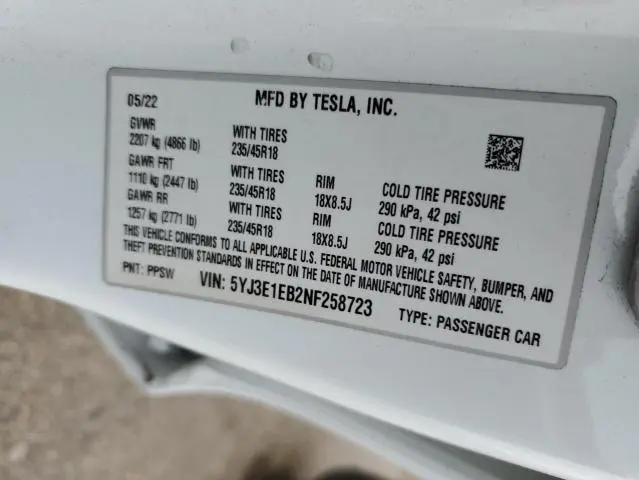 05/22 MFD BY TESLA, INC.
GVWR
2207 kg (4866 lb) WITH TIRES 235/45R18
GAWR FRT
1110 kg (2447 lb) WITH TIRES 235/45R18 RIM 18X8.5J COLD TIRE PRESSURE 290 kPa, 42 psi
GAWR RR
1257 kg (2771 lb) WITH TIRES 235/45R18 RIM 18X8.5J COLD TIRE PRESSURE 290 kPa, 42 psi
THIS VEHICLE CONFORMS TO ALL APPLICABLE U.S. FEDERAL MOTOR VEHICLE SAFETY, BUMPER, AND
THEFT PREVENTION STANDARDS IN EFFECT ON THE DATE OF MANUFACTURE SHOWN ABOVE.
PNT: PPSW VIN: 5YJ3E1EB2NF258723 TYPE: PASSENGER CAR